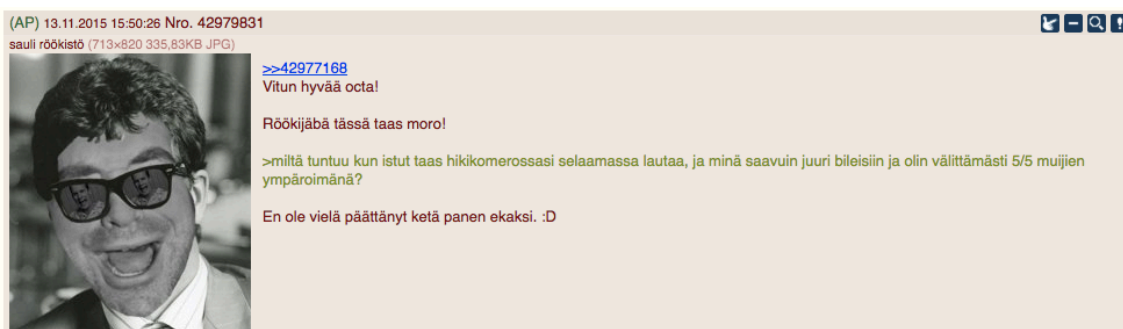 (AP) 13.11.2015 15:50:26 Nro. 42979831
sauli röökistö (713×820 335,83KB JPG)
>>42977168
Vitun hyvää octa!
Röökijäbä tässä taas moro!
>miltä tuntuu kun istut taas hikikomerossasi selaamassa lautaa, ja minä saavuin juuri bileisiin ja olin välittämästi 5/5 muijien
ympäröimänä?
En ole vielä päättänyt ketä panen ekaksi. :D